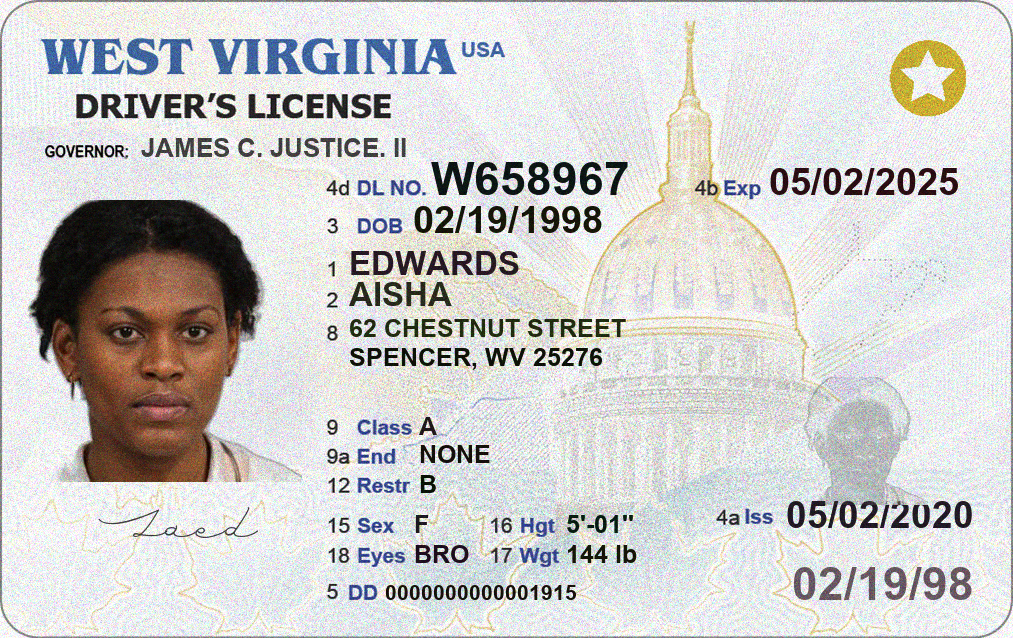 WEST VIRGINIA USA
DRIVER'S LICENSE
GOVERNOR: JAMES C. JUSTICE. II
4d DL NO. W658967 4b Exp 05/02/2025
3 DOB 02/19/1998
1 EDWARDS
2 AISHA
8 62 CHESTNUT STREET
SPENCER, WV 25276
9 Class A
9a End NONE
12 Restr B
15 Sex F 16 Hgt 5'-01" 4a Iss 05/02/2020
18 Eyes BRO 17 Wgt 144 lb
5 DD 0000000000001915 02/19/98